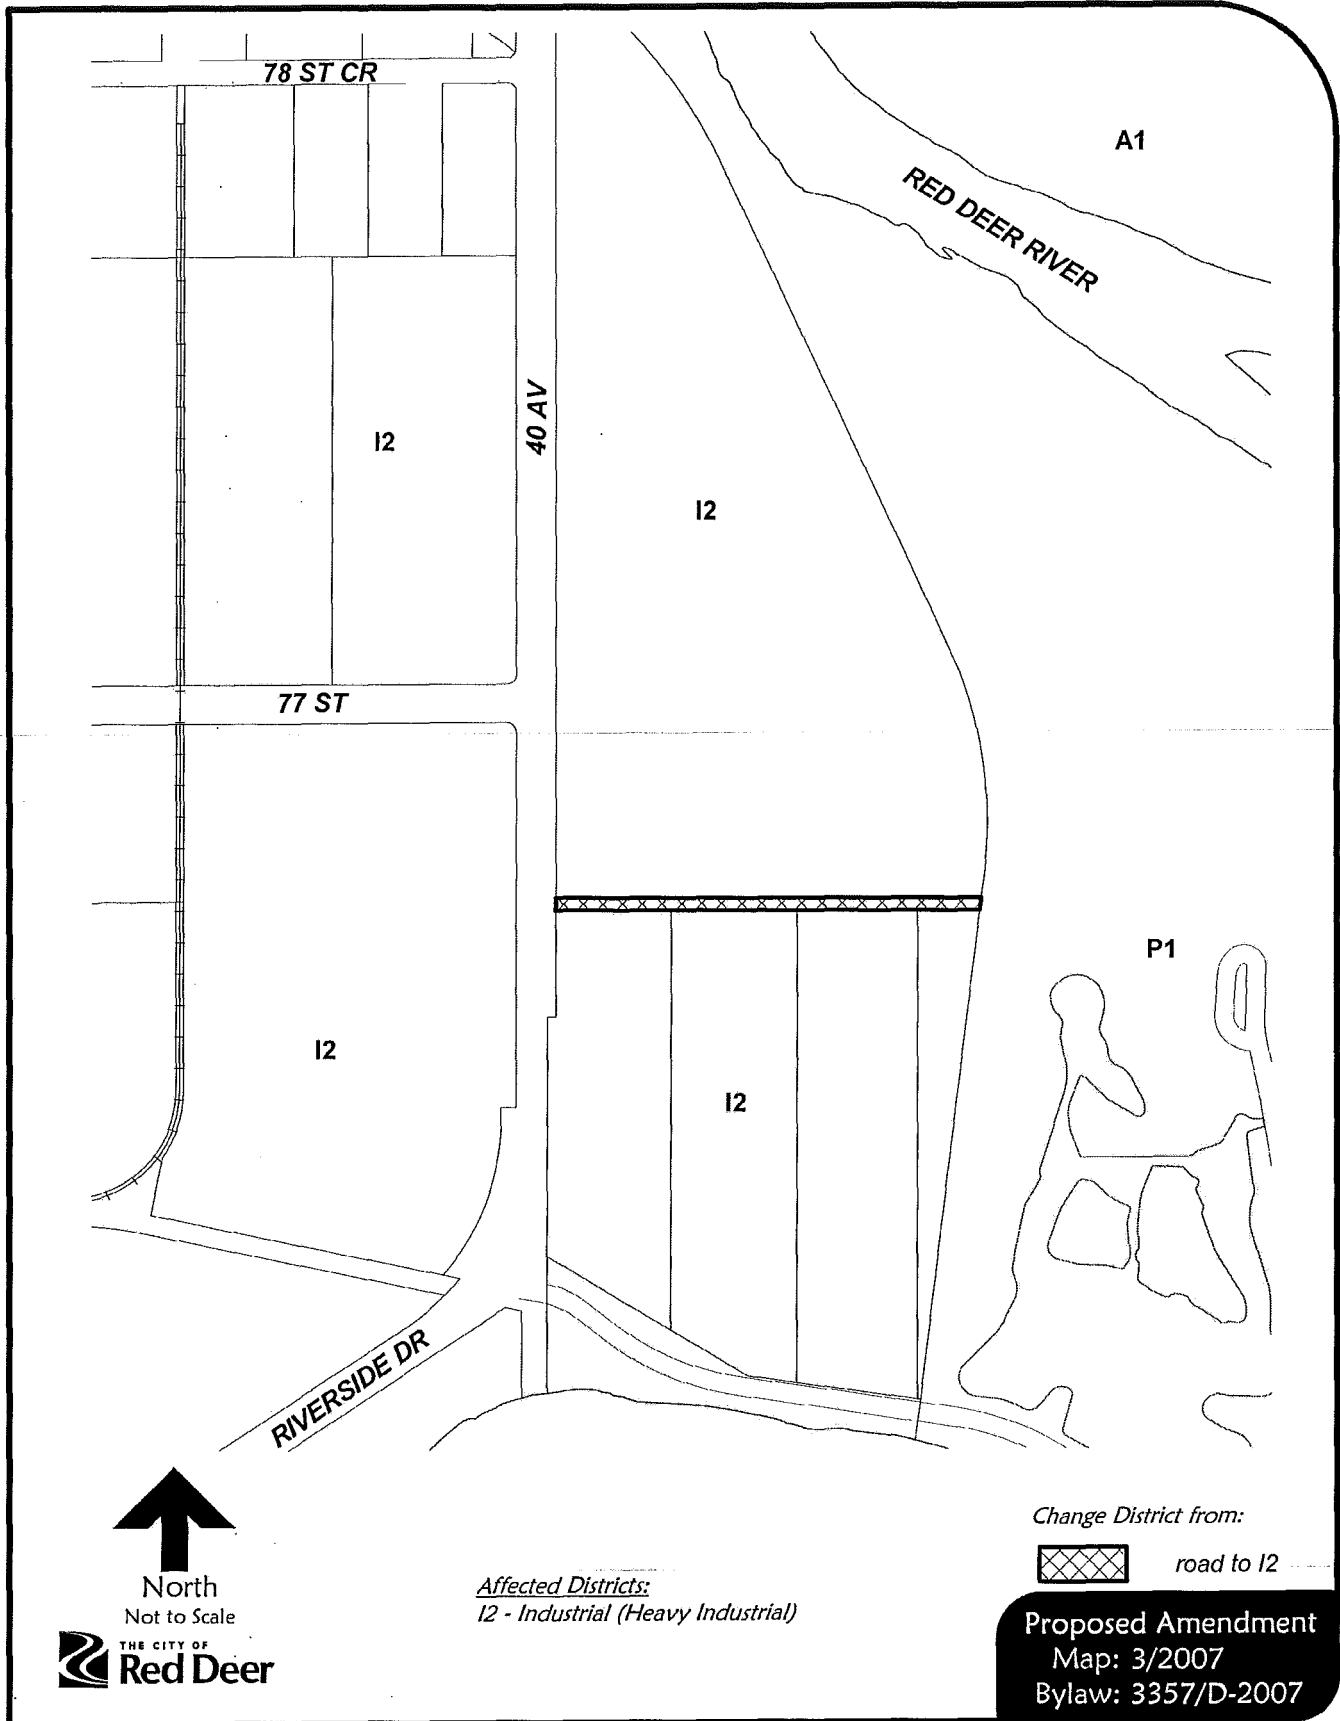 78 ST CR
A1
RED DEER RIVER
40 AV
I2
I2
77 ST
P1
I2
I2
RIVERSIDE DR
North
Not to Scale
THE CITY OF
Red Deer
Affected Districts:
I2 - Industrial (Heavy Industrial)
Change District from:
road to I2
Proposed Amendment
Map: 3/2007
Bylaw: 3357/D-2007